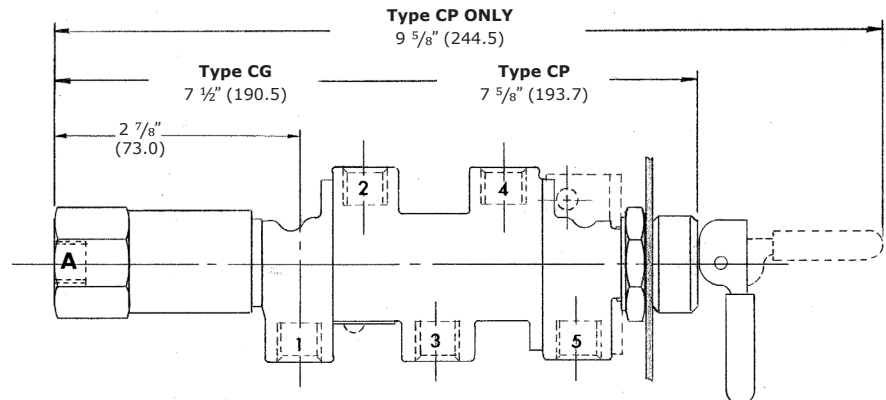 Type CP ONLY
9 5/8” (244.5)
Type CG
7 ½” (190.5)
Type CP
7 5/8” (193.7)
2 7/8”
(73.0)
2
4
A
1
3
5